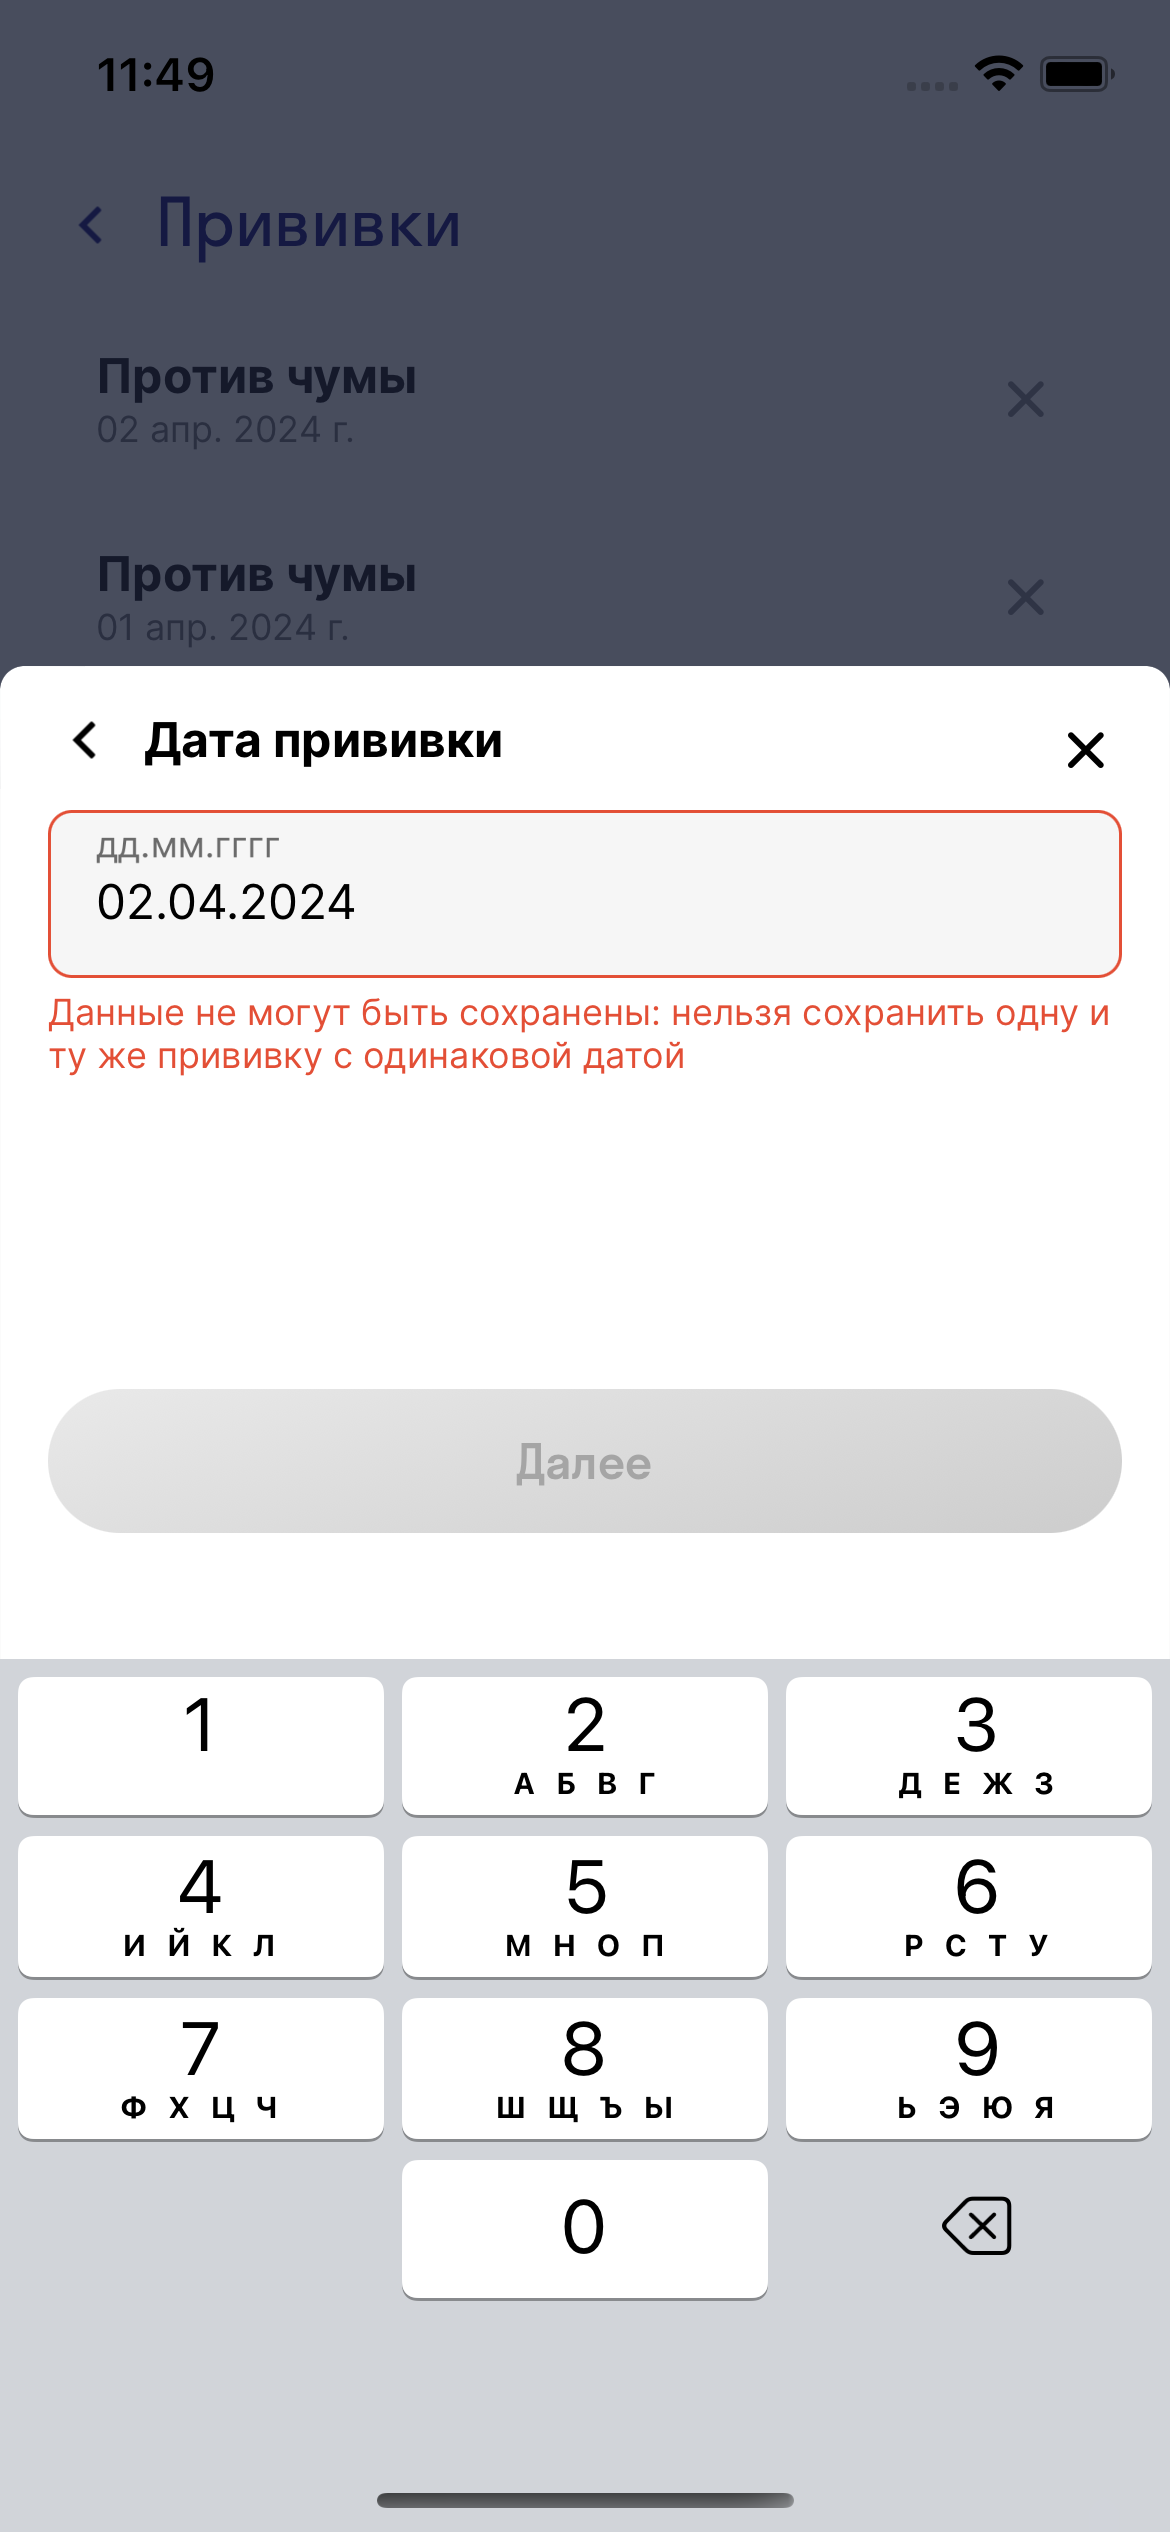 11:49
Прививки
Против чумы
02 апр. 2024 г.
Против чумы
01 апр. 2024 г.
Дата прививки
дд.мм.гггг
02.04.2024
Данные не могут быть сохранены: нельзя сохранить одну и
ту же прививку с одинаковой датой
Далее
1 2 3
А Б В Г Д Е Ж З
4 5 6
И Й К Л М Н О П Р С Т У
7 8 9
Ф Х Ц Ч Ш Щ Ъ Ы Ь Э Ю Я
0